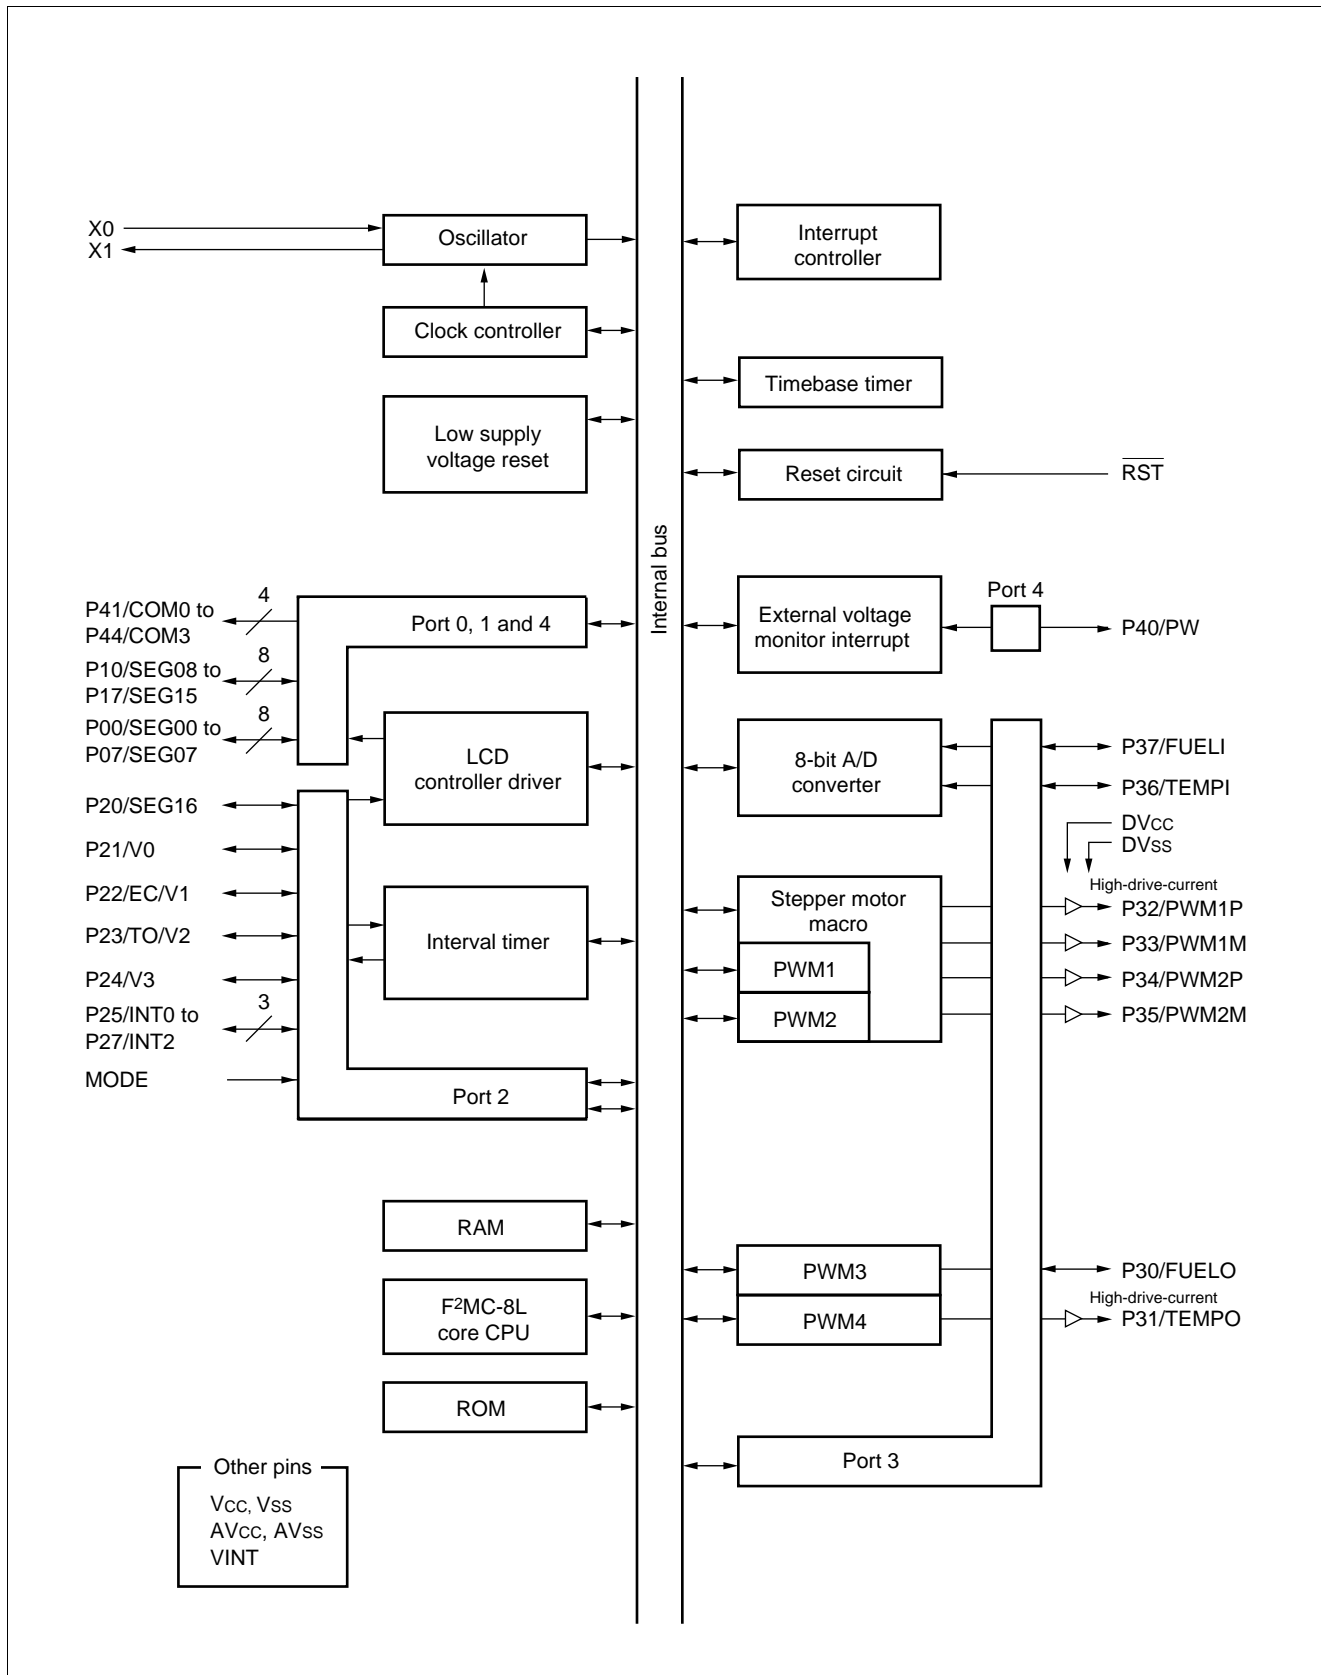 X0
X1
Oscillator
Clock controller
Low supply
voltage reset
Internal bus
Interrupt
controller
Timebase timer
Reset circuit
RST
P41/COM0 to
P44/COM3
4
P10/SEG08 to
P17/SEG15
8
P00/SEG00 to
P07/SEG07
8
Port 0, 1 and 4
LCD
controller driver
P20/SEG16
P21/V0
P22/EC/V1
P23/TO/V2
P24/V3
P25/INT0 to
P27/INT2
3
MODE
Interval timer
Port 2
RAM
F²MC-8L
core CPU
ROM
Other pins
VCC, VSS
AVCC, AVSS
VINT
External voltage
monitor interrupt
Port 4
P40/PW
8-bit A/D
converter
P37/FUELI
P36/TEMPI
DVCC
DVSS
High-drive-current
Stepper motor
macro
PWM1
PWM2
P32/PWM1P
P33/PWM1M
P34/PWM2P
P35/PWM2M
PWM3
PWM4
P30/FUELO
High-drive-current
P31/TEMPO
Port 3